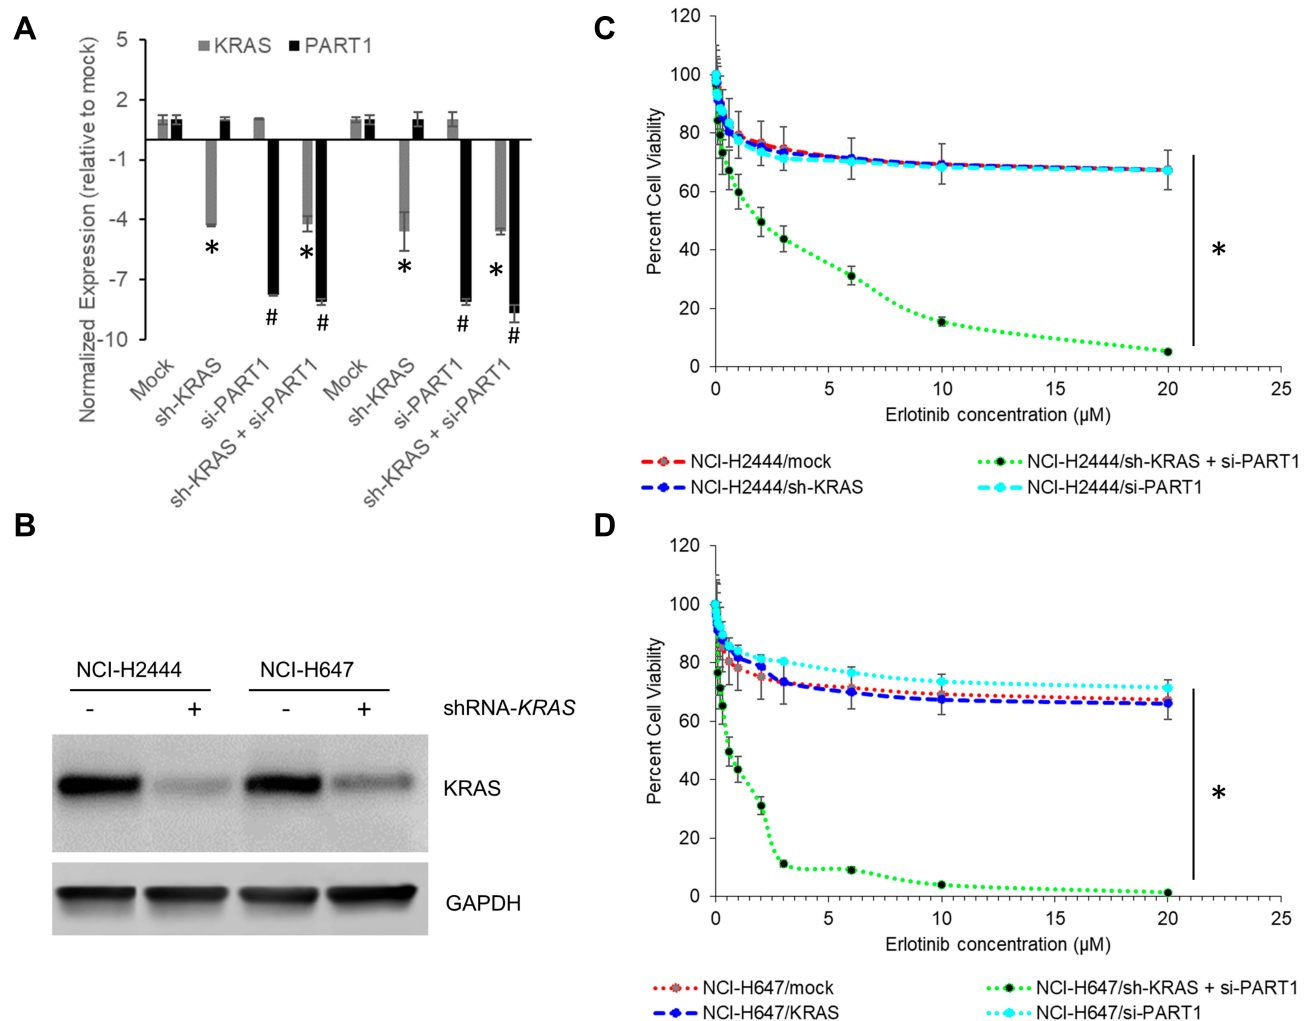 A
Normalized Expression (relative to mock)
KRAS PART1
5
2
-1
-4
-7
-10
* # * # * # * #
Mock
sh-KRAS
si-PART1
sh-KRAS + si-PART1
Mock
sh-KRAS
si-PART1
sh-KRAS + si-PART1
B
NCI-H2444 NCI-H647
- + - + shRNA-KRAS
KRAS
GAPDH
C
Percent Cell Viability
120
100
80
60
40
20
0
*
0 5 10 15 20 25
Erlotinib concentration (µM)
NCI-H2444/mock NCI-H2444/sh-KRAS + si-PART1
NCI-H2444/sh-KRAS NCI-H2444/si-PART1
D
Percent Cell Viability
120
100
80
60
40
20
0
*
0 5 10 15 20 25
Erlotinib concentration (µM)
NCI-H647/mock NCI-H647/sh-KRAS + si-PART1
NCI-H647/KRAS NCI-H647/si-PART1